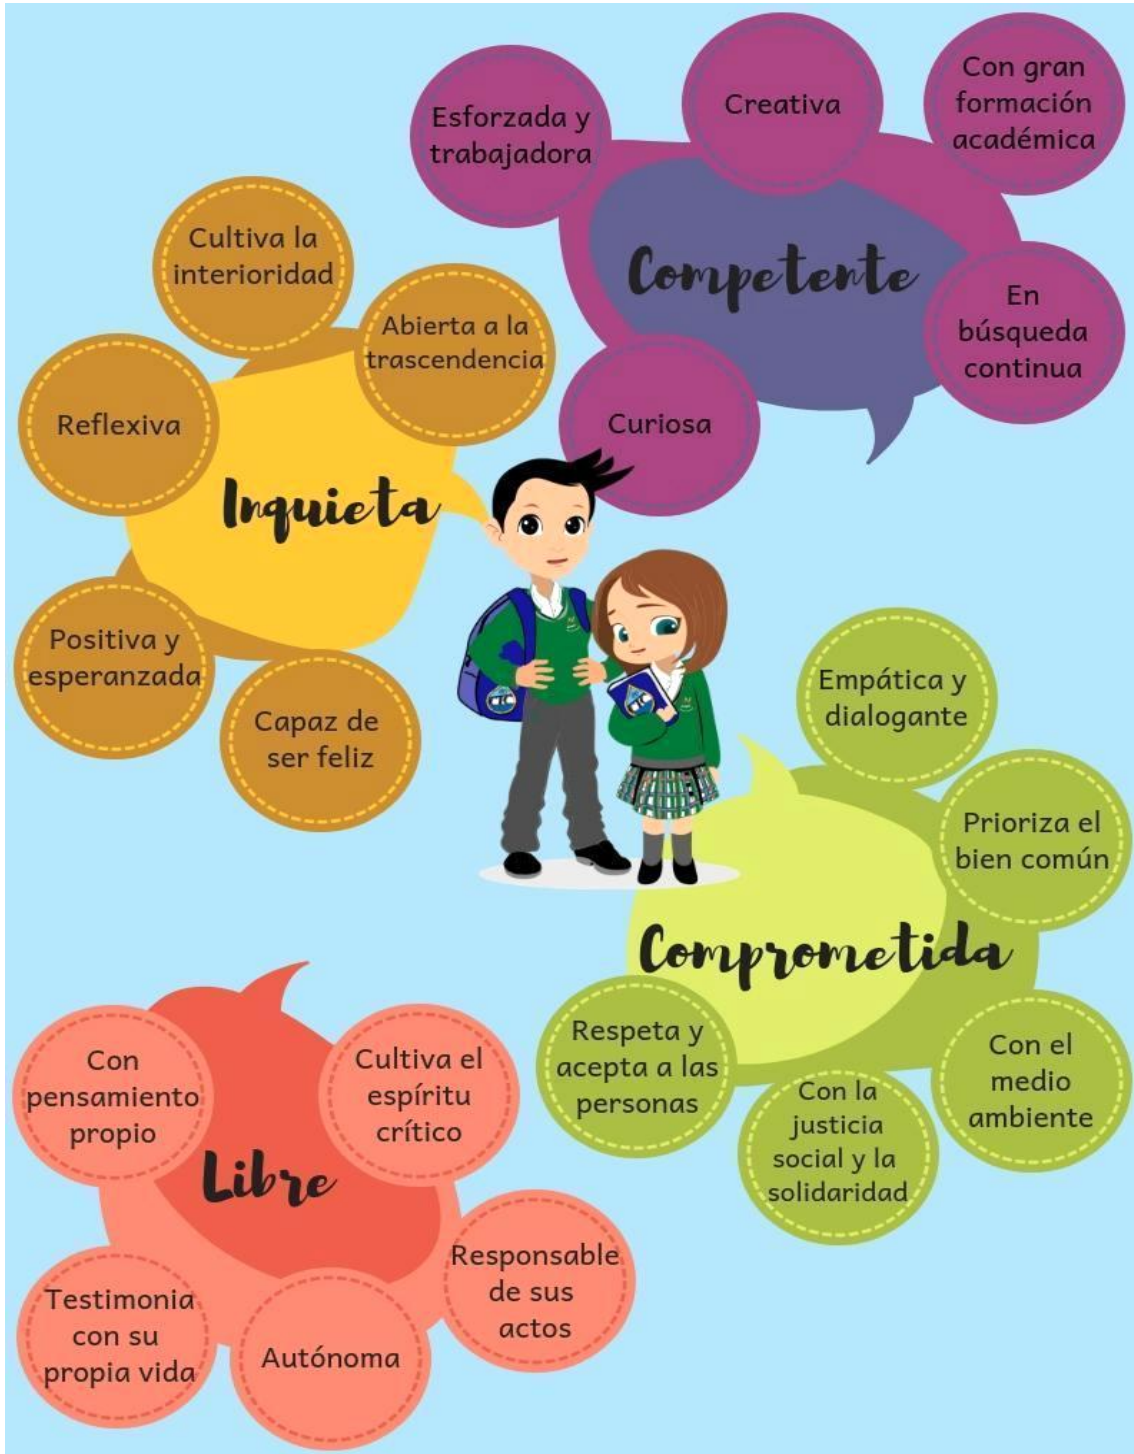 Esforzada y
trabajadora
Creativa
Con gran
formación
académica
Competente
En
búsqueda
continua
Curiosa
Cultiva la
interioridad
Abierta a la
trascendencia
Reflexiva
Inquieta
Positiva y
esperanzada
Capaz de
ser feliz
Empática y
dialogante
Prioriza el
bien común
Comprometida
Respeta y
acepta a las
personas
Con la
justicia
social y la
solidaridad
Con el
medio
ambiente
Con
pensamiento
propio
Cultiva el
espíritu
crítico
Libre
Responsable
de sus
actos
Testimonia
con su
propia vida
Autónoma